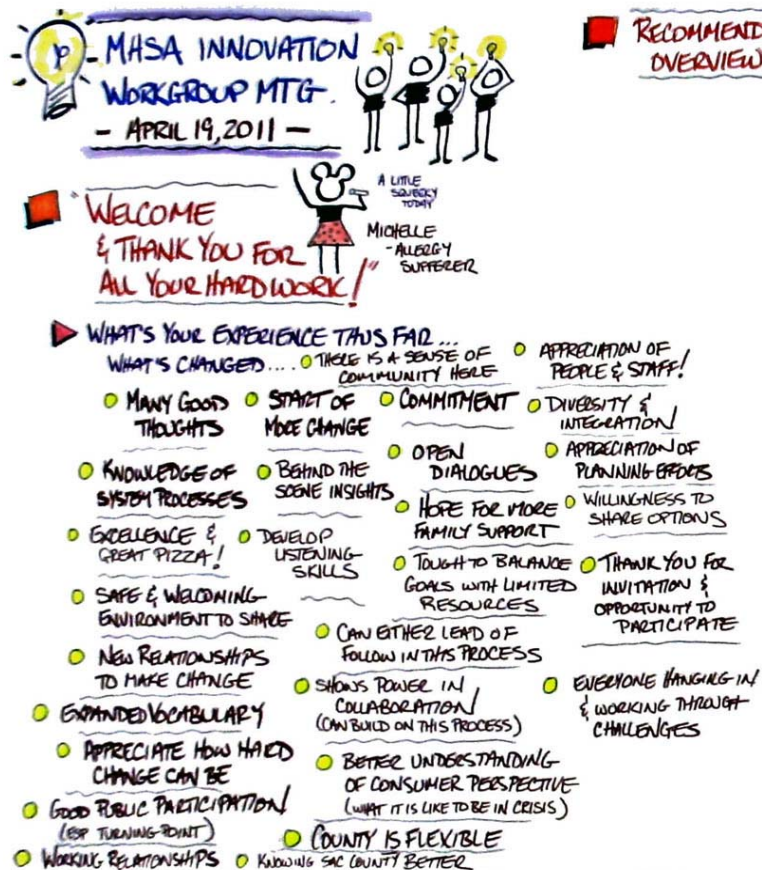 MHSA INNOVATION
WORKGROUP MTG.
- APRIL 19, 2011 -
RECOMMEND
OVERVIEW
"WELCOME
& THANK YOU FOR
ALL YOUR HARD WORK!"
A LITTLE
SQUEEKY
TODAY
MICHELLE
- ALLERGY
SUFFERER
WHAT'S YOUR EXPERIENCE THUS FAR...
WHAT'S CHANGED....
THERE IS A SENSE OF
COMMUNITY HERE
APPRECIATION OF
PEOPLE & STAFF!
MANY GOOD
THOUGHTS
START OF
MORE CHANGE
COMMITMENT
DIVERSITY &
INTEGRATION!
KNOWLEDGE OF
SYSTEM PROCESSES
BEHIND THE
SCENE INSIGHTS
OPEN
DIALOGUES
APPRECIATION OF
PLANNING EFFORTS
HOPE FOR MORE
FAMILY SUPPORT
WILLINGNESS TO
SHARE OPTIONS
EXCELLENCE &
GREAT PIZZA!
DEVELOP
LISTENING
SKILLS
TOUGH TO BALANCE
GOALS WITH LIMITED
RESOURCES
THANK YOU FOR
INVITATION &
OPPORTUNITY TO
PARTICIPATE
SAFE & WELCOMING
ENVIRONMENT TO SHARE
CAN EITHER LEAD OF
FOLLOW IN THIS PROCESS
NEW RELATIONSHIPS
TO MAKE CHANGE
SHOWS POWER IN
COLLABORATION!
(CAN BUILD ON THIS PROCESS)
EVERYONE HANGING IN
& WORKING THROUGH
CHALLENGES
EXPANDED VOCABULARY
APPRECIATE HOW HARD
CHANGE CAN BE
BETTER UNDERSTANDING
OF CONSUMER PERSPECTIVE
(WHAT IT IS LIKE TO BE IN CRISIS)
GOOD PUBLIC PARTICIPATION!
(ESP TURNING POINT)
COUNTY IS FLEXIBLE
WORKING RELATIONSHIPS
KNOWING SAC COUNTY BETTER